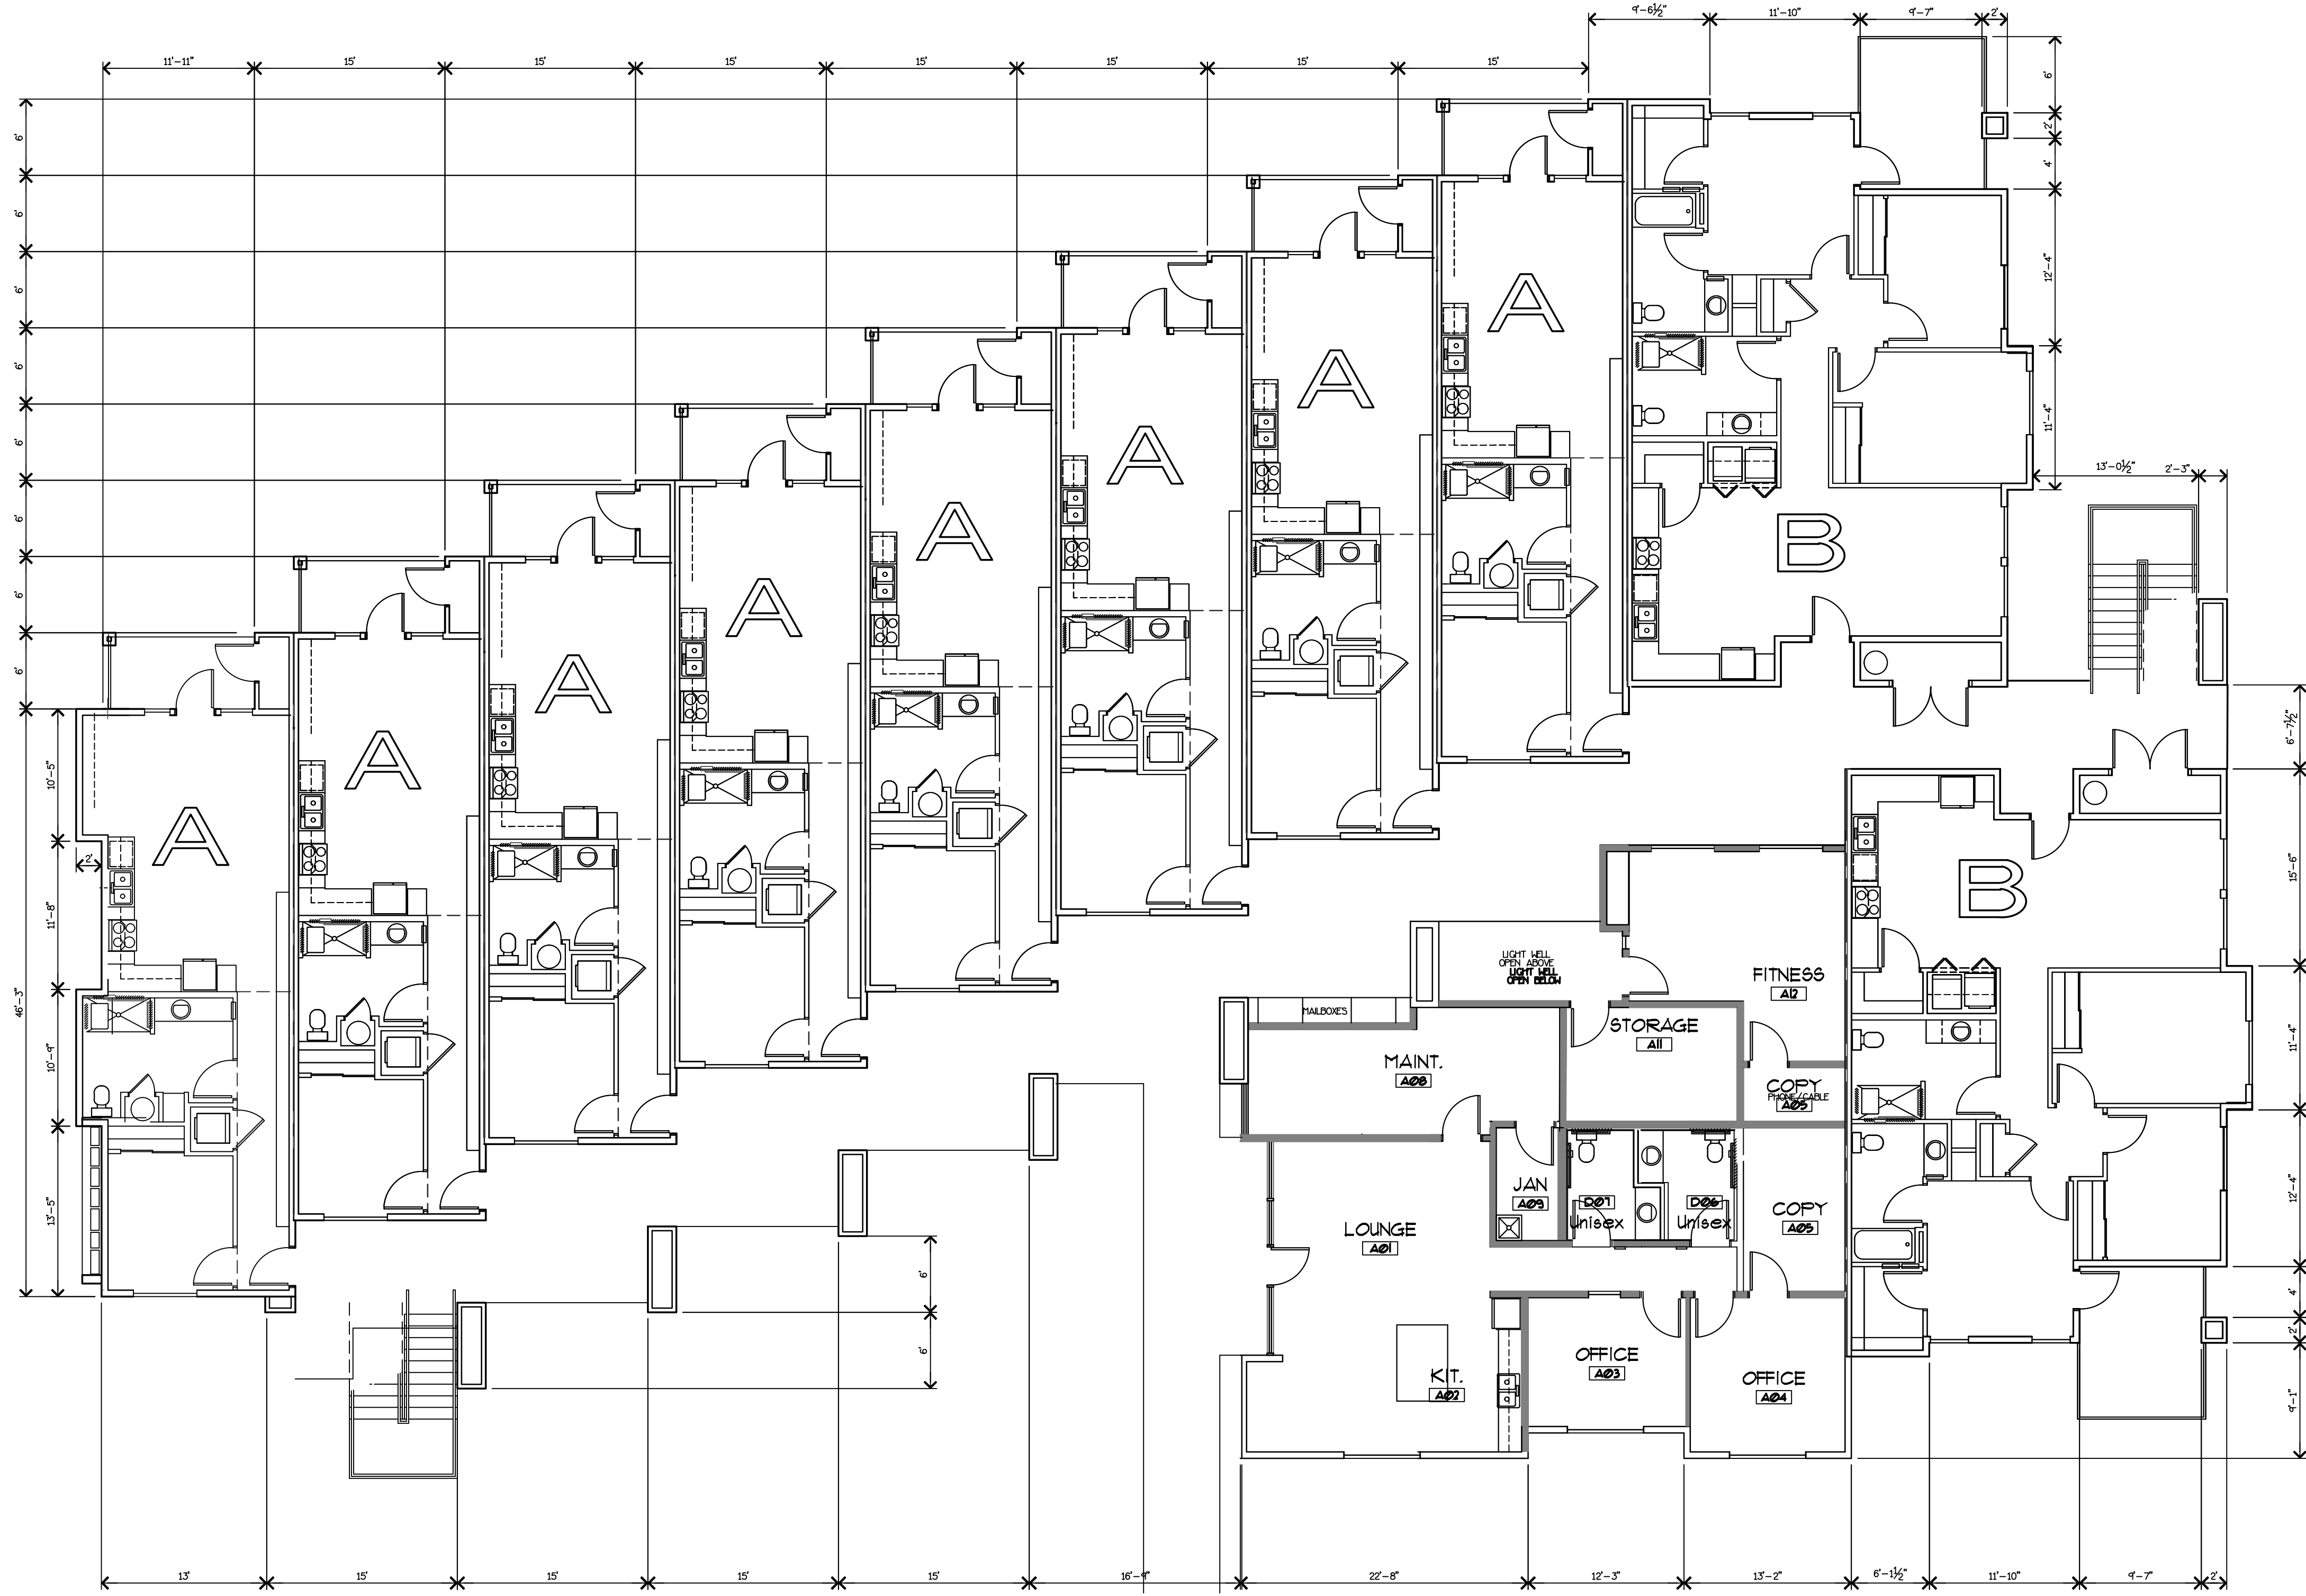 9'-6½" 11'-10" 9'-7" 2'
11'-11" 15' 15' 15' 15' 15' 15' 15'
6'
2'
4'
12'-4"
11'-4"
13'-0½" 2'-3"
6'
6'
6'
6'
6'
6'
6'
6'
46'-3"
10'-5"
2'
11'-8"
10'-9"
13'-5"
A
A
A
A
A
A
A
A
B
B
6'-7½"
15'-6"
11'-4"
12'-4"
4'
2'
9'-1"
LIGHT WELL
OPEN ABOVE
LIGHT WELL
OPEN BELOW
FITNESS
A12
MAILBOXES
STORAGE
A11
MAINT.
A08
COPY
PHONE/CABLE
A05
JAN
A09
D07
Unisex
D06
Unisex
COPY
A05
LOUNGE
A01
OFFICE
A03
KIT.
A02
OFFICE
A04
6'
6'
13' 15' 15' 15' 15' 16'-9" 22'-8" 12'-3" 13'-2" 6'-1½" 11'-10" 9'-7" 2'